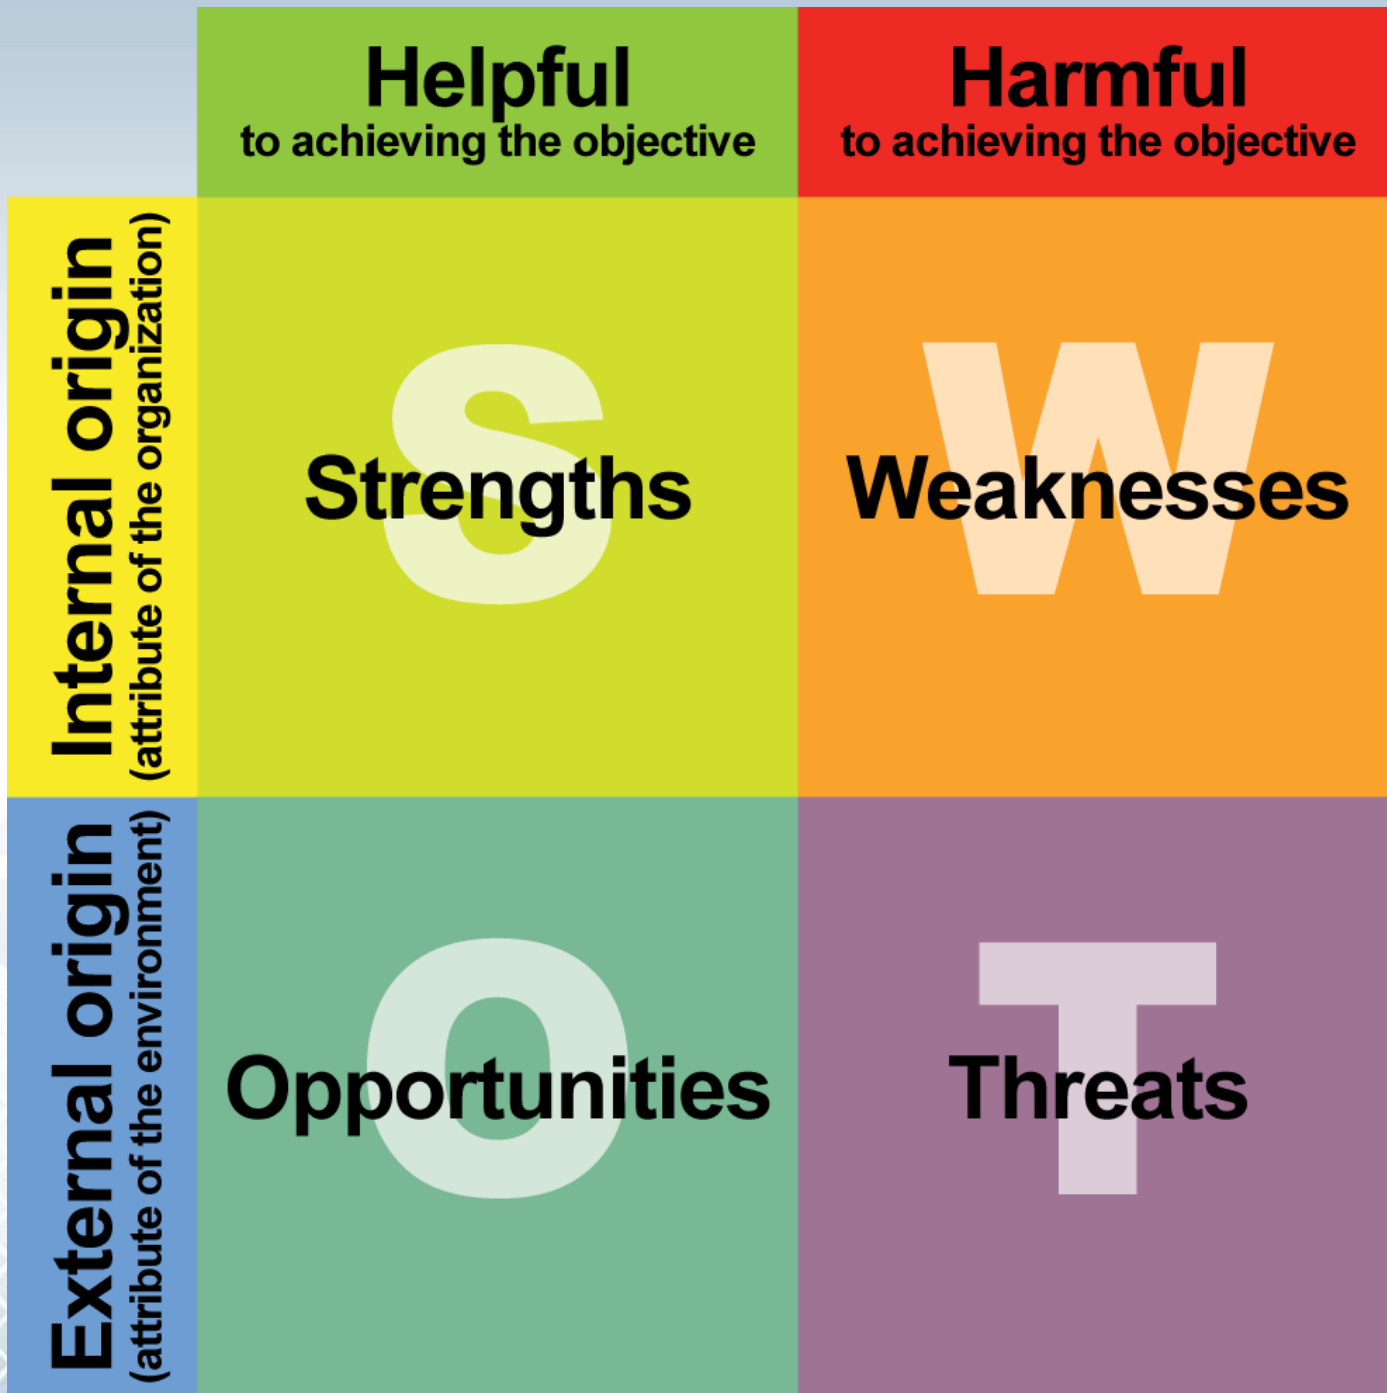 Helpful
to achieving the objective
Harmful
to achieving the objective
Internal origin
(attribute of the organization)
S
Strengths
W
Weaknesses
External origin
(attribute of the environment)
O
Opportunities
T
Threats